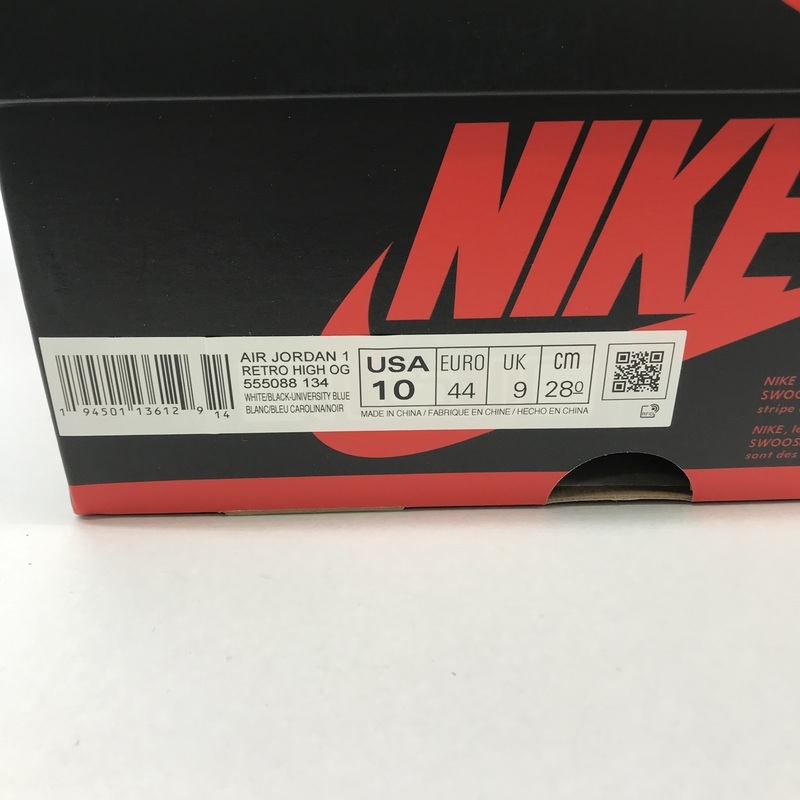 NIKE
AIR JORDAN 1
RETRO HIGH OG
555088 134
WHITE/BLACK-UNIVERSITY BLUE
BLANC/BLEU CAROLINA/NOIR
1 94501 13612 9 14
USA EURO UK cm
10 44 9 28º
MADE IN CHINA / FABRIQUE EN CHINE / HECHO EN CHINA
RFID
NIKE
SWOO
stripe
NIKE, le
SWOOS
sont des